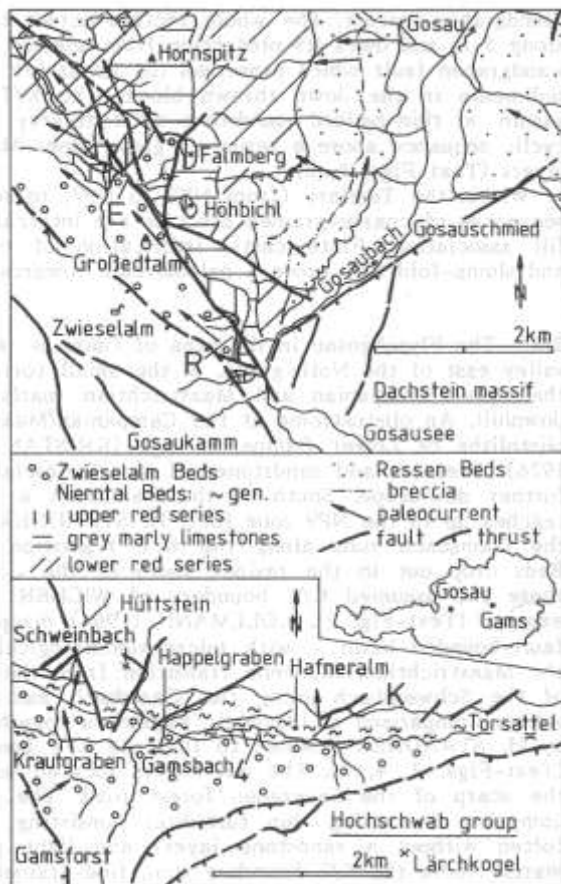 Gosau
Hornspitz
Falmberg
Höhbichl
E
Gosauschmied
Gosaubach
Großedtalm
N
Zwieselalm
2km
R
Dachstein massif
Gosaukamm
Gosausee
Zwieselalm Beds
Nierntal Beds ~ gen.
upper red series
grey marly limestones
lower red series
Ressen Beds
breccia
paleocurrent
fault
thrust
Gosau
Gams
Hüttstein
N
Schweinbach
Happelgraben
Hafneralm
K
Torsattel
Krautgraben
Gamsbach
Hochschwab group
Gamsforst
2km
Lärchkogel